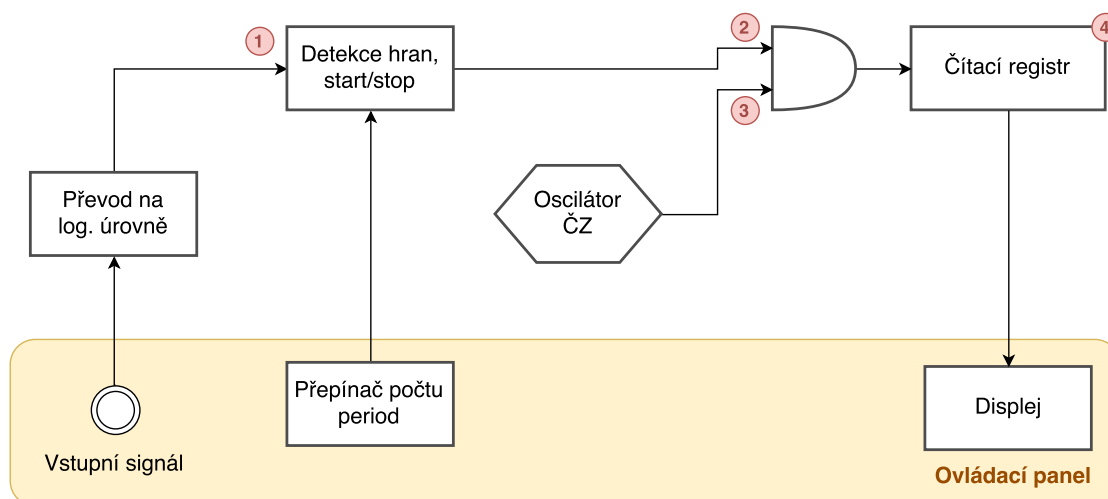 1
Detekce hran,
start/stop
2
3
Čítací registr
4
Převod na
log. úrovně
Oscilátor
ČZ
Přepínač počtu
period
Displej
Vstupní signál
Ovládací panel